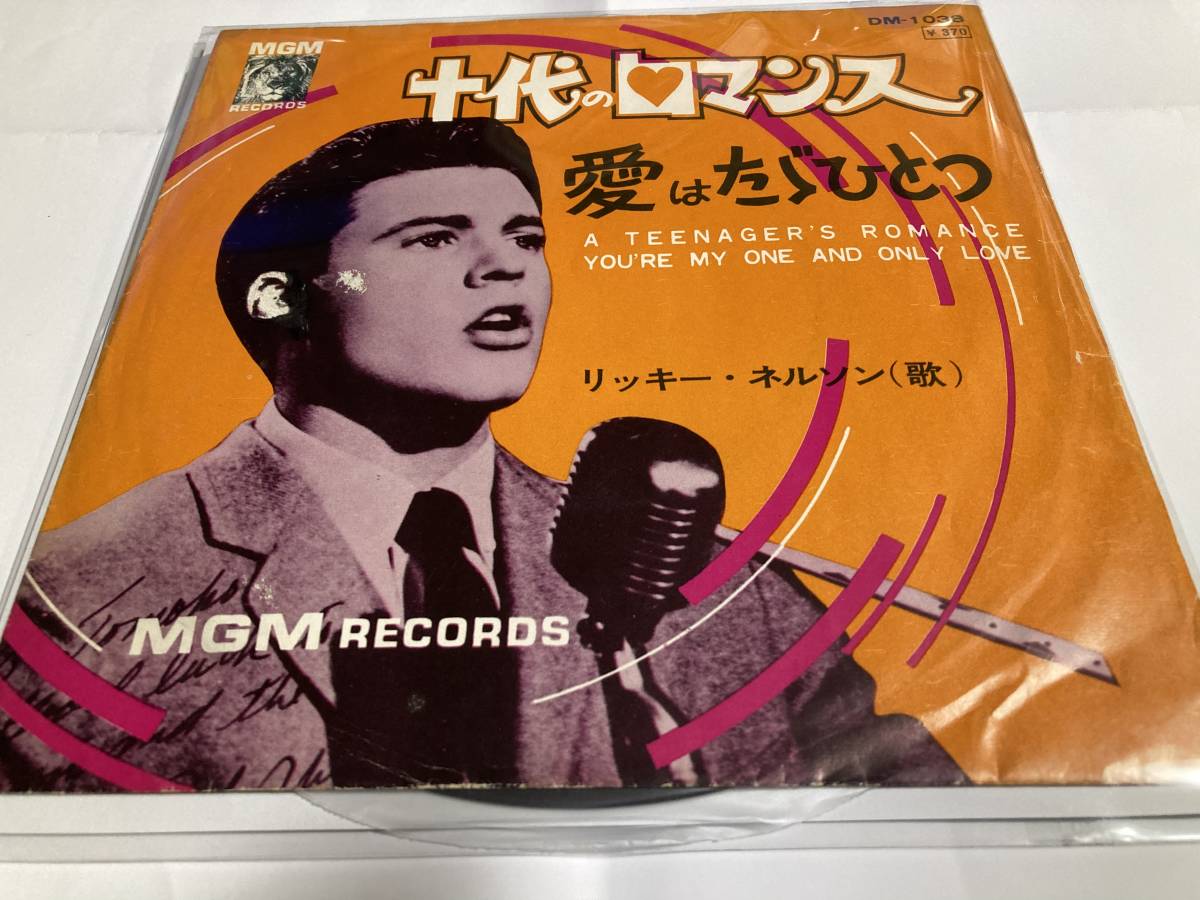 MGM
RECORDS
DM-1038
¥370
十代のロマンス
愛はたゞひとつ
A TEENAGER'S ROMANCE
YOU'RE MY ONE AND ONLY LOVE
リッキー・ネルソン(歌)
MGM RECORDS
and the